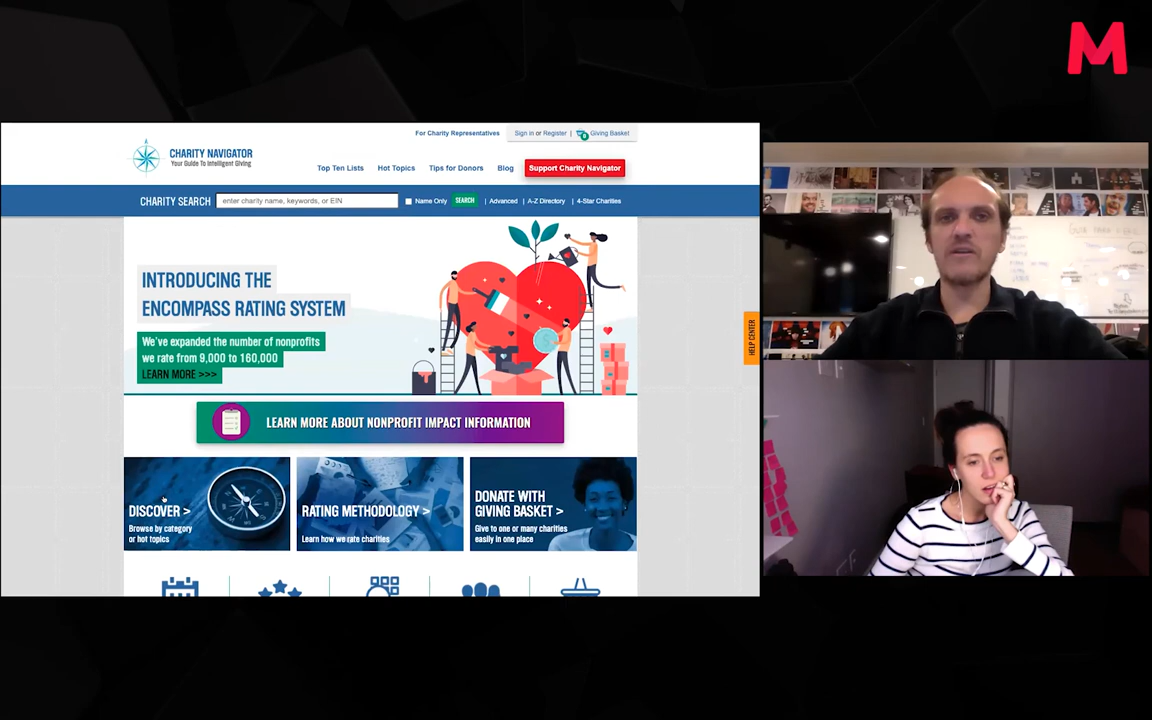 M
For Charity Representatives
Sign in or Register | 0 Giving Basket
CHARITY NAVIGATOR
Your Guide To Intelligent Giving
Top Ten Lists Hot Topics Tips for Donors Blog Support Charity Navigator
CHARITY SEARCH enter charity name, keywords, or EIN Name Only SEARCH | Advanced | A-Z Directory | 4-Star Charities
INTRODUCING THE
ENCOMPASS RATING SYSTEM
We've expanded the number of nonprofits
we rate from 9,000 to 160,000
LEARN MORE >>>
HELP CENTER
LEARN MORE ABOUT NONPROFIT IMPACT INFORMATION
DISCOVER >
Browse by category
or hot topics
RATING METHODOLOGY >
Learn how we rate charities
DONATE WITH
GIVING BASKET >
Give to one or many charities
easily in one place